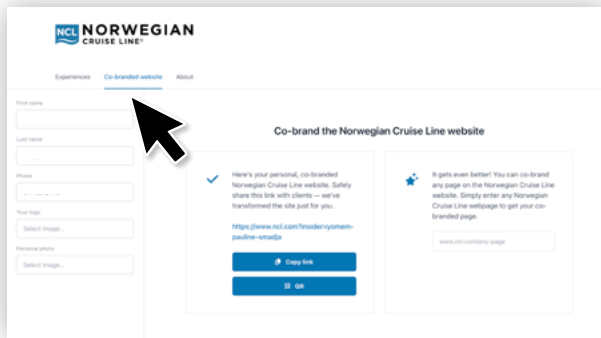 NCL NORWEGIAN
CRUISE LINE®
Experiences Co-branded website About
First name
Last name
Phone
Your logo
Select image...
Personal photo
Select image...
Co-brand the Norwegian Cruise Line website
Here's your personal, co-branded
Norwegian Cruise Line website. Safely
share this link with clients — we've
transformed the site just for you.
https://www.ncl.com?insider=yomem-
pauline-smadja
Copy link
QR
It gets even better! You can co-brand
any page on the Norwegian Cruise Line
website. Simply enter any Norwegian
Cruise Line webpage to get your co-
branded page.
www.ncl.com/any-page